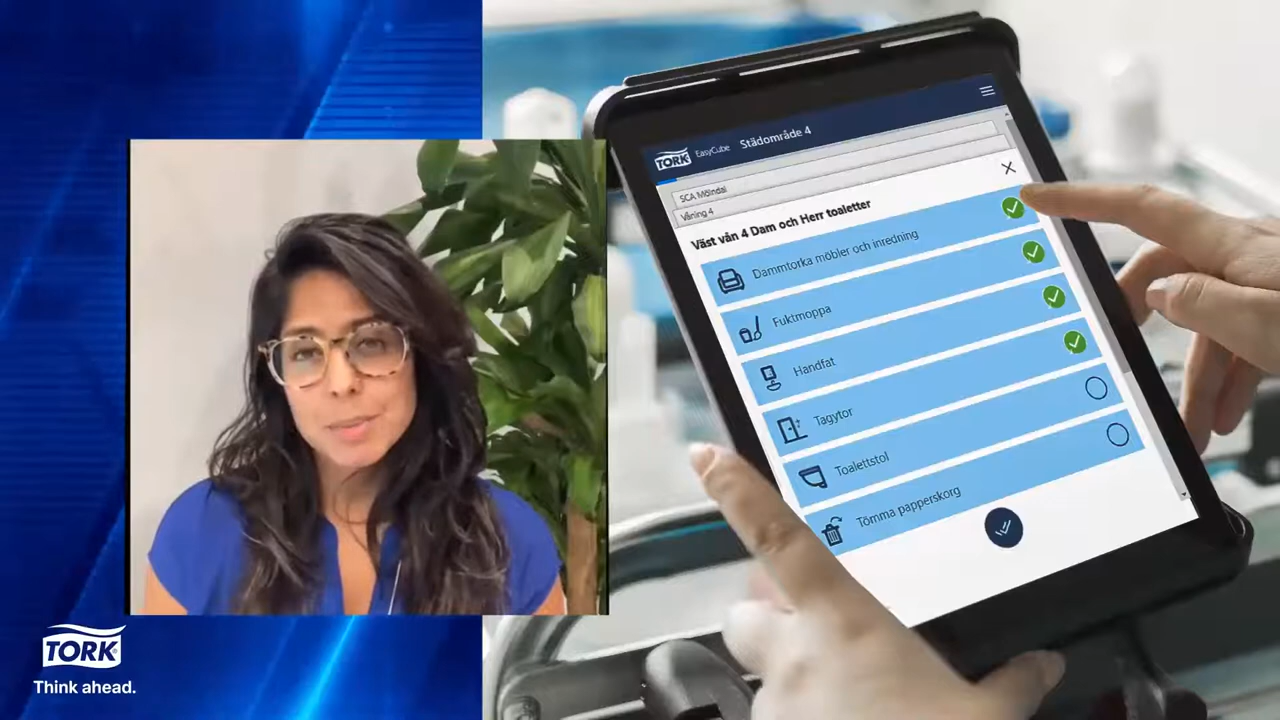 TORK
Think ahead.
TORK EasyCube Städområde 4
SCA Mölndal
Våning 4
Väst vån 4 Dam och Herr toaletter
Dammtorka möbler och inredning
Fuktmoppa
Handfat
Tagytor
Toalettstol
Tömma papperskorg